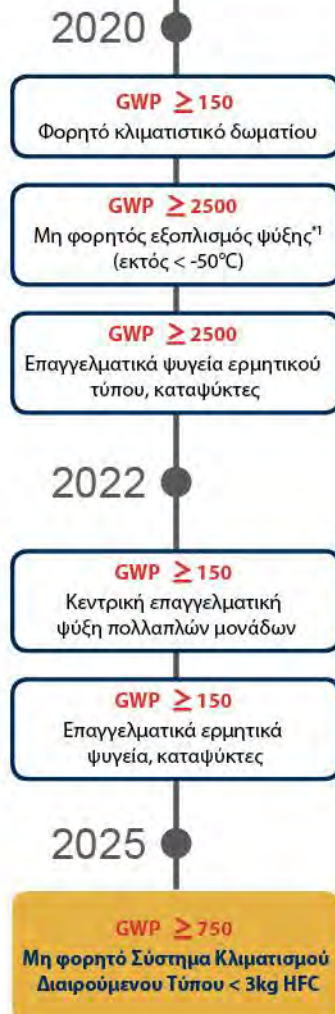 2020
GWP ≥ 150
Φορητό κλιματιστικό δωματίου
GWP ≥ 2500
Μη φορητός εξοπλισμός ψύξης*1
(εκτός < -50°C)
GWP ≥ 2500
Επαγγελματικά ψυγεία ερμητικού
τύπου, καταψύκτες
2022
GWP ≥ 150
Κεντρική επαγγελματική
ψύξη πολλαπλών μονάδων
GWP ≥ 150
Επαγγελματικά ερμητικά
ψυγεία, καταψύκτες
2025
GWP ≥ 750
Μη φορητό Σύστημα Κλιματισμού
Διαιρούμενου Τύπου < 3kg HFC